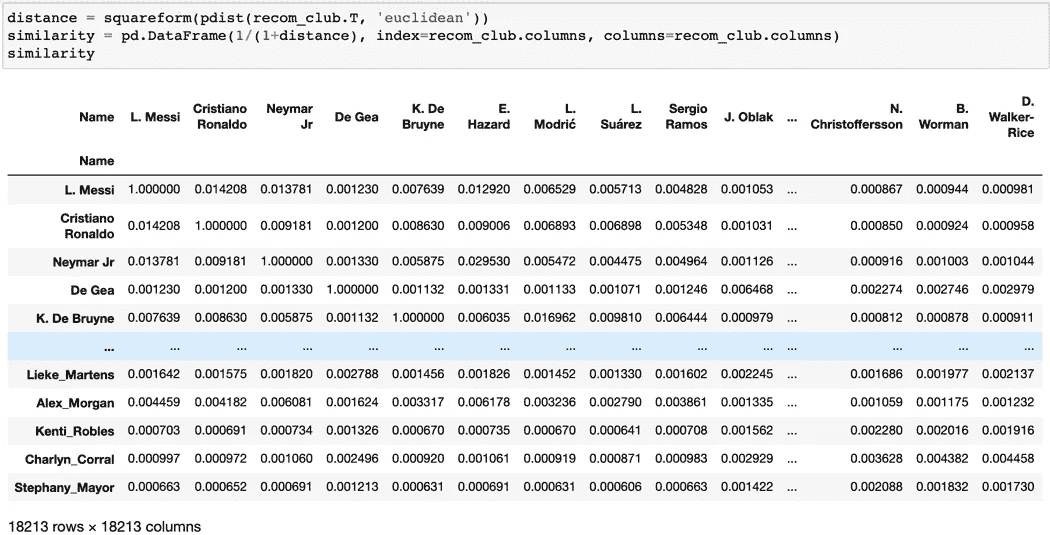 distance = squareform(pdist(recom_club.T, 'euclidean'))
similarity = pd.DataFrame(1/(1+distance), index=recom_club.columns, columns=recom_club.columns)
similarity
Name L. Messi Cristiano Ronaldo Neymar Jr De Gea K. De Bruyne E. Hazard L. Modrić L. Suárez Sergio Ramos J. Oblak ... N. Christoffersson B. Worman D. Walker-Rice
Name
L. Messi 1.000000 0.014208 0.013781 0.001230 0.007639 0.012920 0.006529 0.005713 0.004828 0.001053 ... 0.000867 0.000944 0.000981
Cristiano Ronaldo 0.014208 1.000000 0.009181 0.001200 0.008630 0.009006 0.006893 0.006898 0.005348 0.001031 ... 0.000850 0.000924 0.000958
Neymar Jr 0.013781 0.009181 1.000000 0.001330 0.005875 0.029530 0.005472 0.004475 0.004964 0.001126 ... 0.000916 0.001003 0.001044
De Gea 0.001230 0.001200 0.001330 1.000000 0.001132 0.001331 0.001133 0.001071 0.001246 0.006468 ... 0.002274 0.002746 0.002979
K. De Bruyne 0.007639 0.008630 0.005875 0.001132 1.000000 0.006035 0.016962 0.009810 0.006444 0.000979 ... 0.000812 0.000878 0.000911
... ... ... ... ... ... ... ... ... ... ... ... ... ... ...
Lieke_Martens 0.001642 0.001575 0.001820 0.002788 0.001456 0.001826 0.001452 0.001330 0.001602 0.002245 ... 0.001686 0.001977 0.002137
Alex_Morgan 0.004459 0.004182 0.006081 0.001624 0.003317 0.006178 0.003236 0.002790 0.003861 0.001335 ... 0.001059 0.001175 0.001232
Kenti_Robles 0.000703 0.000691 0.000734 0.001326 0.000670 0.000735 0.000670 0.000641 0.000708 0.001562 ... 0.002280 0.002016 0.001916
Charlyn_Corral 0.000997 0.000972 0.001060 0.002496 0.000920 0.001061 0.000919 0.000871 0.000983 0.002929 ... 0.003628 0.004382 0.004458
Stephany_Mayor 0.000663 0.000652 0.000691 0.001213 0.000631 0.000691 0.000631 0.000606 0.000663 0.001422 ... 0.002088 0.001832 0.001730
18213 rows × 18213 columns